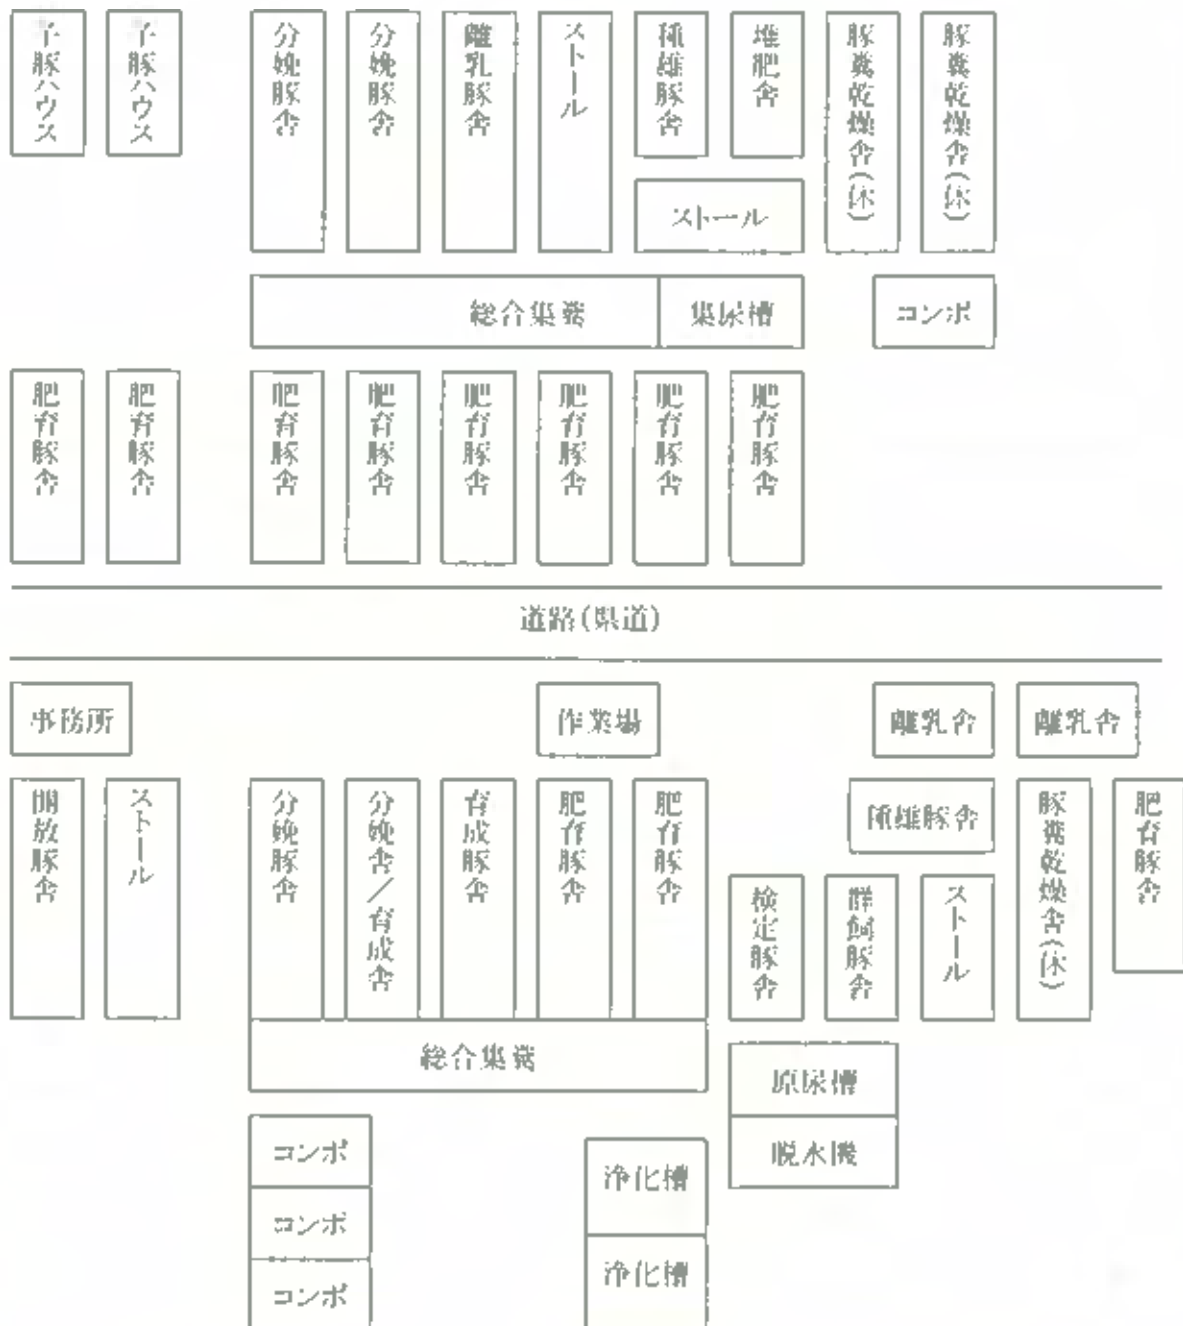 子豚ハウス
子豚ハウス
分娩豚舎
分娩豚舎
離乳豚舎
ストール
種雄豚舎
堆肥舎
豚糞乾燥舎(休)
豚糞乾燥舎(休)
ストール
総合集糞
集尿槽
コンポ
肥育豚舎
肥育豚舎
肥育豚舎
肥育豚舎
肥育豚舎
肥育豚舎
肥育豚舎
肥育豚舎
道路(県道)
事務所
作業場
離乳舎
離乳舎
開放豚舎
ストール
分娩豚舎
分娩舎/育成舎
育成豚舎
肥育豚舎
肥育豚舎
種雄豚舎
豚糞乾燥舎(休)
肥育豚舎
検定豚舎
群飼豚舎
ストール
総合集糞
原尿槽
脱水機
コンポ
コンポ
コンポ
浄化槽
浄化槽